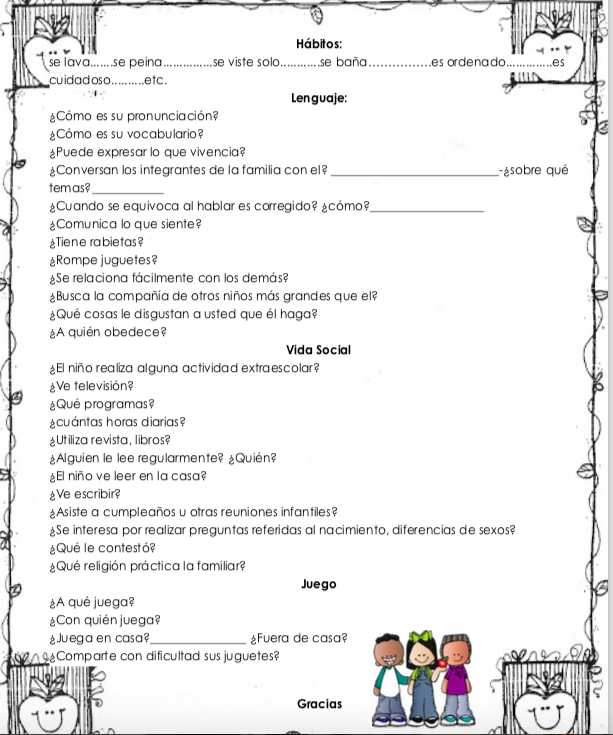 Hábitos:
se lava.......se peina...............se viste solo............se baña................es ordenado..............es
cuidadoso..........etc.
Lenguaje:
¿Cómo es su pronunciación?
¿Cómo es su vocabulario?
¿Puede expresar lo que vivencia?
¿Conversan los integrantes de la familia con el?__________________________-¿sobre qué
temas?___________
¿Cuando se equivoca al hablar es corregido? ¿cómo?__________________
¿Comunica lo que siente?
¿Tiene rabietas?
¿Rompe juguetes?
¿Se relaciona fácilmente con los demás?
¿Busca la compañía de otros niños más grandes que el?
¿Qué cosas le disgustan a usted que él haga?
¿A quién obedece?
Vida Social
¿El niño realiza alguna actividad extraescolar?
¿Ve televisión?
¿Qué programas?
¿cuántas horas diarias?
¿Utiliza revista, libros?
¿Alguien le lee regularmente? ¿Quién?
¿El niño ve leer en la casa?
¿Ve escribir?
¿Asiste a cumpleaños u otras reuniones infantiles?
¿Se interesa por realizar preguntas referidas al nacimiento, diferencias de sexos?
¿Qué le contestó?
¿Qué religión práctica la familiar?
Juego
¿A qué juega?
¿Con quién juega?
¿Juega en casa?_______________ ¿Fuera de casa?
¿Comparte con dificultad sus juguetes?
Gracias